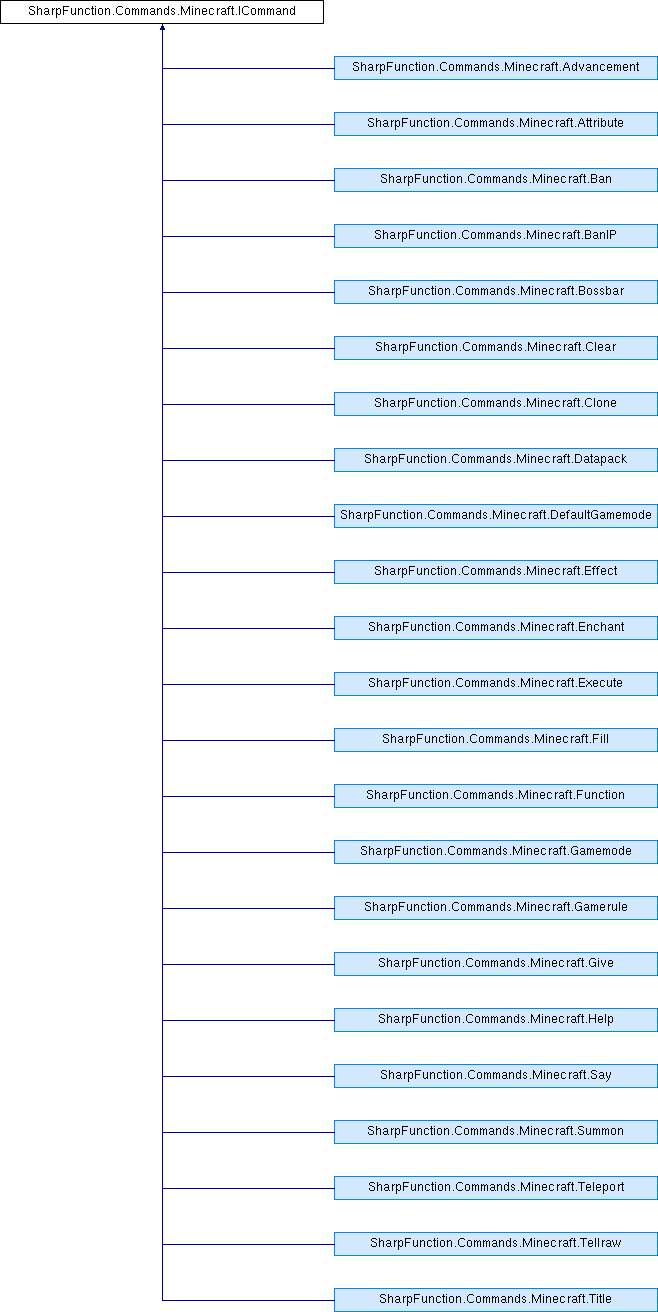 SharpFunction.Commands.Minecraft.ICommand
SharpFunction.Commands.Minecraft.Advancement
SharpFunction.Commands.Minecraft.Attribute
SharpFunction.Commands.Minecraft.Ban
SharpFunction.Commands.Minecraft.BanIP
SharpFunction.Commands.Minecraft.Bossbar
SharpFunction.Commands.Minecraft.Clear
SharpFunction.Commands.Minecraft.Clone
SharpFunction.Commands.Minecraft.Datapack
SharpFunction.Commands.Minecraft.DefaultGamemode
SharpFunction.Commands.Minecraft.Effect
SharpFunction.Commands.Minecraft.Enchant
SharpFunction.Commands.Minecraft.Execute
SharpFunction.Commands.Minecraft.Fill
SharpFunction.Commands.Minecraft.Function
SharpFunction.Commands.Minecraft.Gamemode
SharpFunction.Commands.Minecraft.Gamerule
SharpFunction.Commands.Minecraft.Give
SharpFunction.Commands.Minecraft.Help
SharpFunction.Commands.Minecraft.Say
SharpFunction.Commands.Minecraft.Summon
SharpFunction.Commands.Minecraft.Teleport
SharpFunction.Commands.Minecraft.Tellraw
SharpFunction.Commands.Minecraft.Title